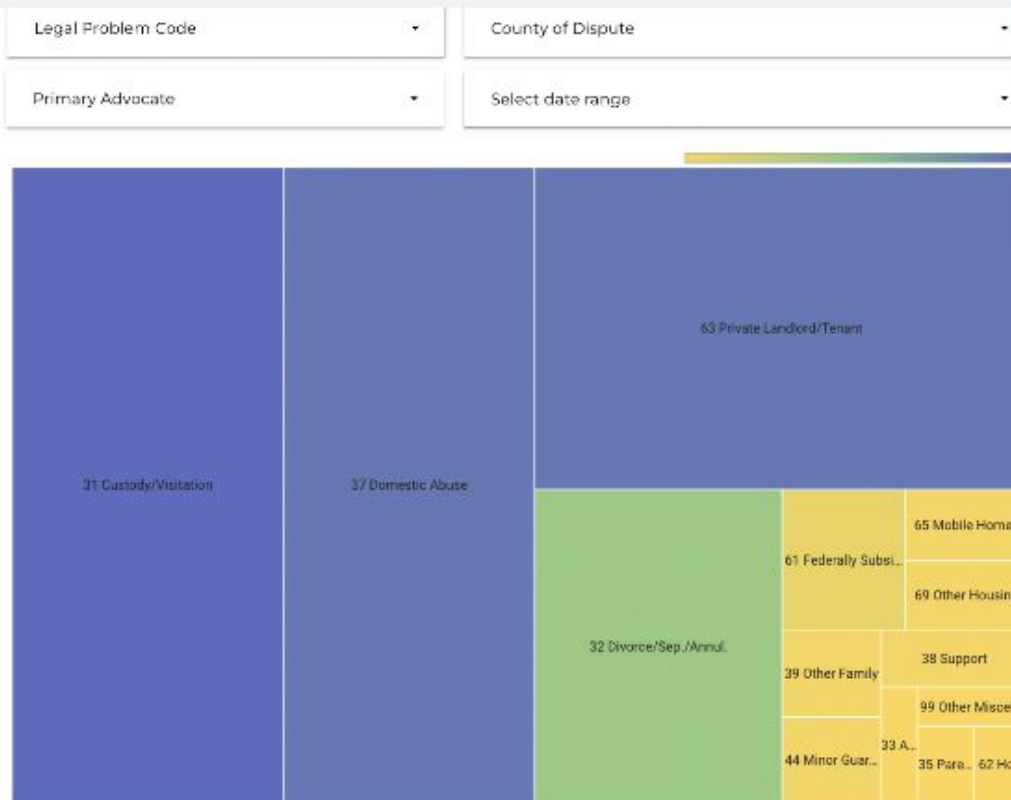 Legal Problem Code
County of Dispute
Primary Advocate
Select date range
63 Private Landlord/Tenant
31 Custody/Visitation
37 Domestic Abuse
65 Mobile Home
61 Federally Subsi...
69 Other Housin
32 Divorce/Sep./Annul.
38 Support
39 Other Family
99 Other Misce
33 A...
44 Minor Guar...
35 Pare...
62 Ho